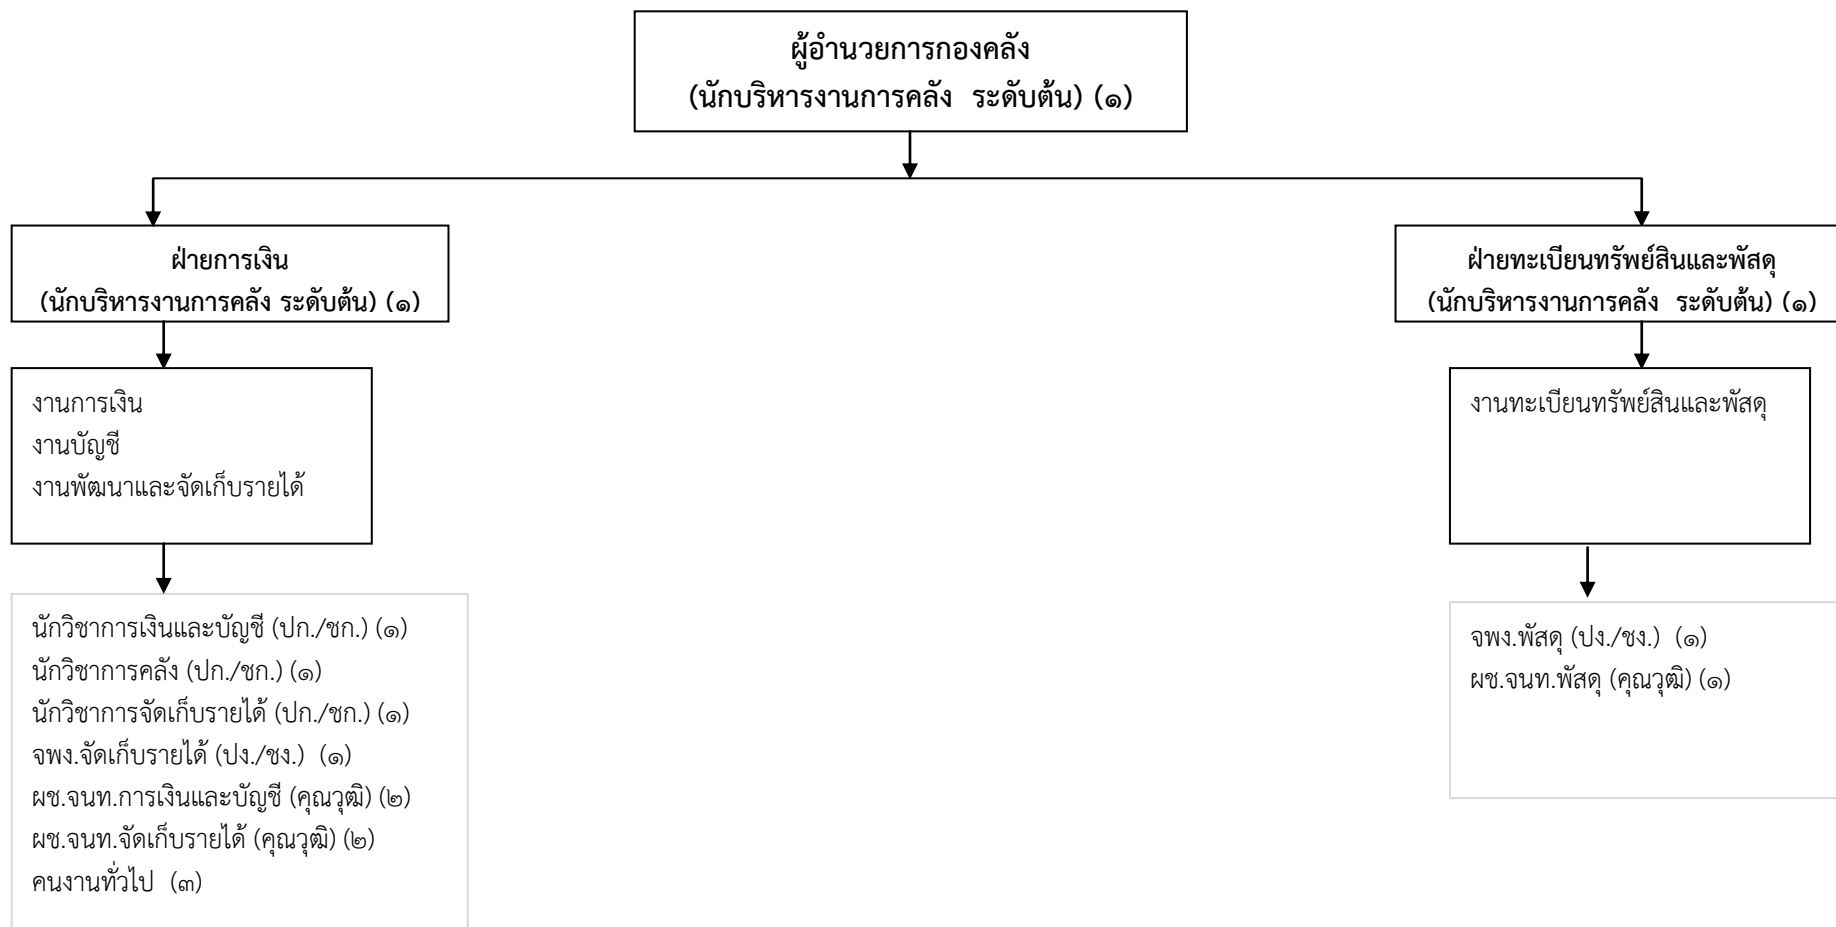 ผู้อำนวยการกองคลัง
(นักบริหารงานการคลัง  ระดับต้น) (๑)
ฝ่ายการเงิน
(นักบริหารงานการคลัง ระดับต้น) (๑)
ฝ่ายทะเบียนทรัพย์สินและพัสดุ
(นักบริหารงานการคลัง  ระดับต้น) (๑)
งานการเงิน
งานบัญชี
งานพัฒนาและจัดเก็บรายได้
งานทะเบียนทรัพย์สินและพัสดุ
นักวิชาการเงินและบัญชี (ปก./ชก.) (๑)
นักวิชาการคลัง (ปก./ชก.) (๑)
นักวิชาการจัดเก็บรายได้ (ปก./ชก.) (๑)
จพง.จัดเก็บรายได้ (ปง./ชง.)  (๑)
ผช.จนท.การเงินและบัญชี (คุณวุฒิ) (๒)
ผช.จนท.จัดเก็บรายได้ (คุณวุฒิ) (๒)
คนงานทั่วไป  (๓)
จพง.พัสดุ (ปง./ชง.)  (๑)
ผช.จนท.พัสดุ (คุณวุฒิ) (๑)